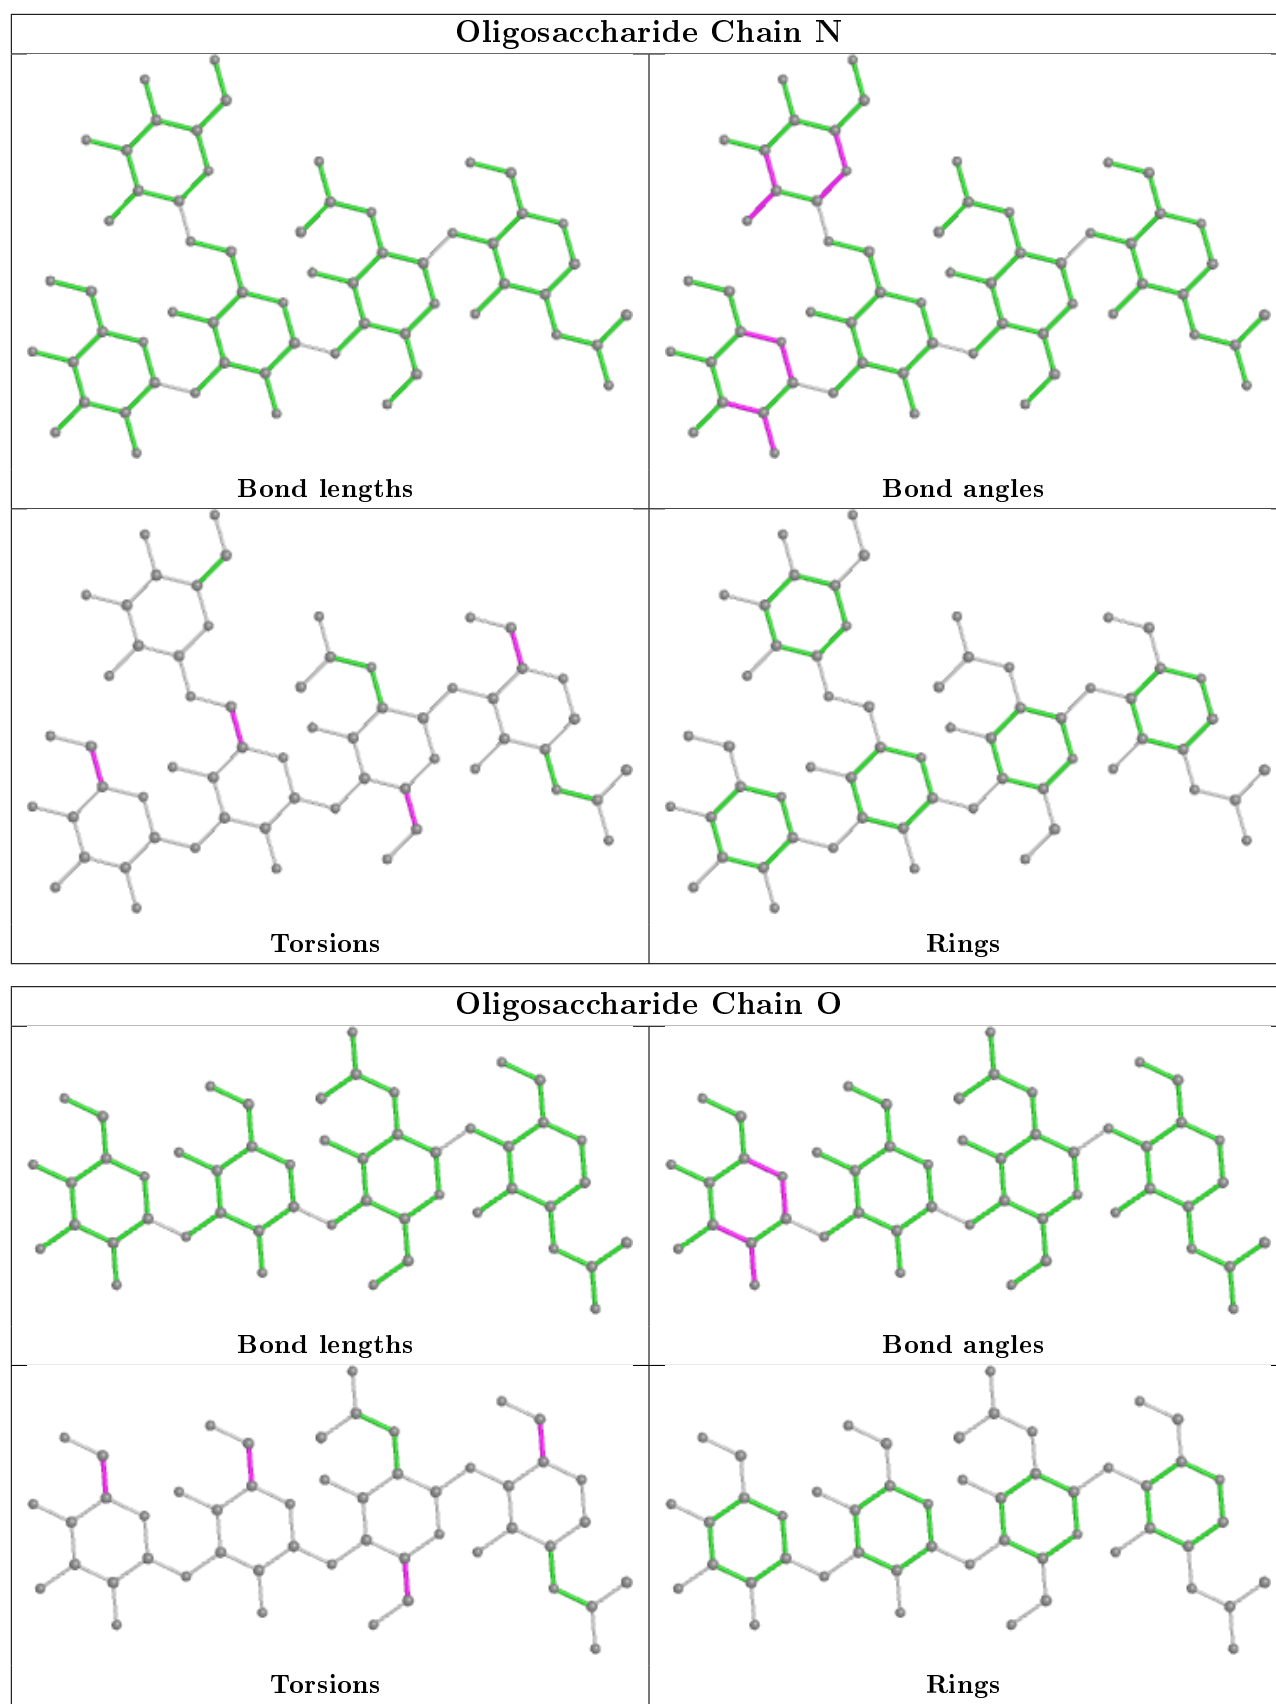 Oligosaccharide Chain N
Bond lengths
Bond angles
Torsions
Rings
Oligosaccharide Chain O
Bond lengths
Bond angles
Torsions
Rings